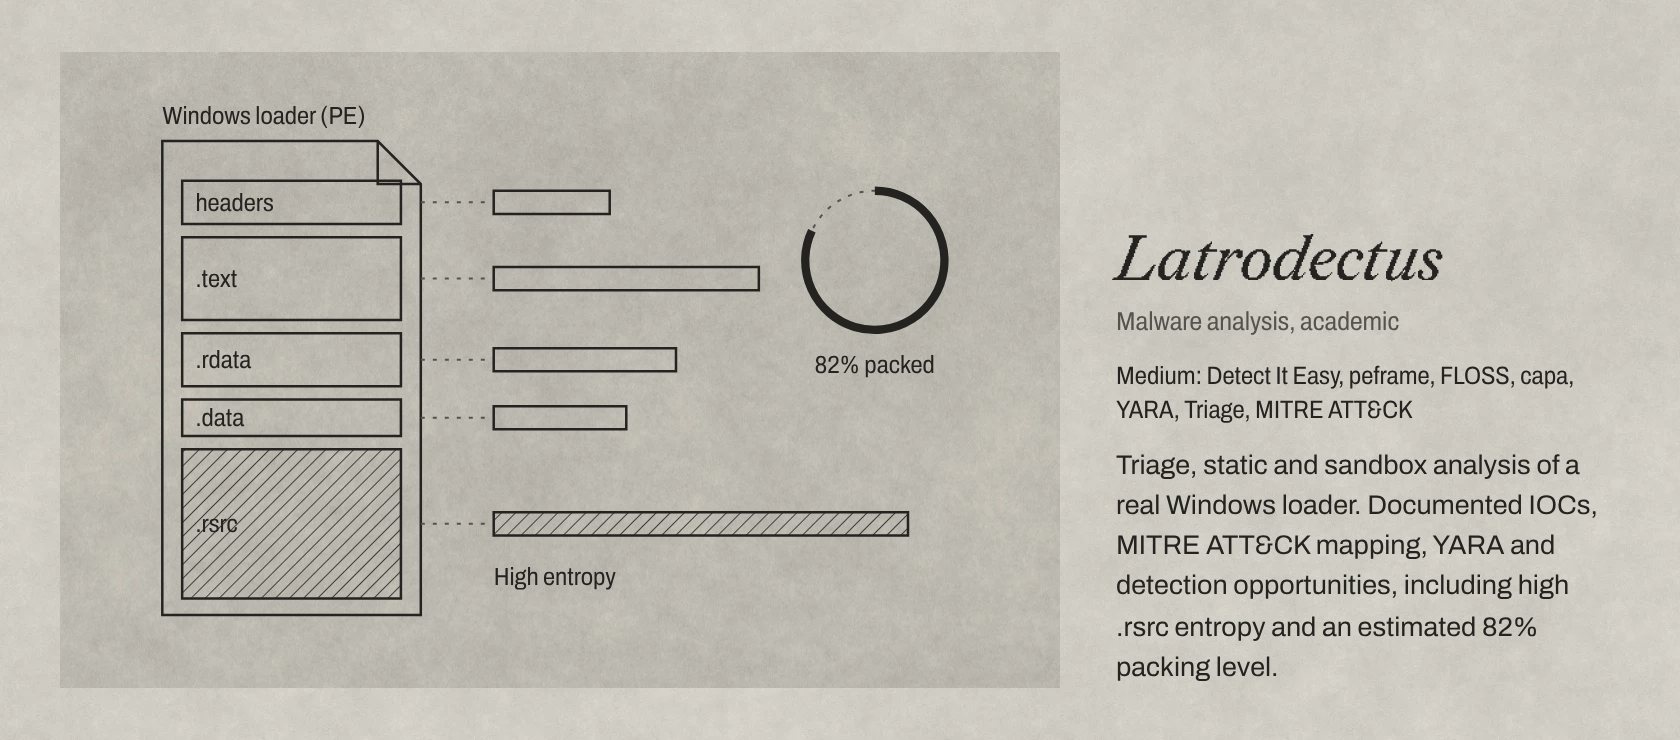 Windows loader (PE)
headers
.text
.rdata
.data
.rsrc
82% packed
High entropy
Latrodectus
Malware analysis, academic
Medium: Detect It Easy, peframe, FLOSS, capa,
YARA, Triage, MITRE ATT&CK
Triage, static and sandbox analysis of a
real Windows loader. Documented IOCs,
MITRE ATT&CK mapping, YARA and
detection opportunities, including high
.rsrc entropy and an estimated 82%
packing level.